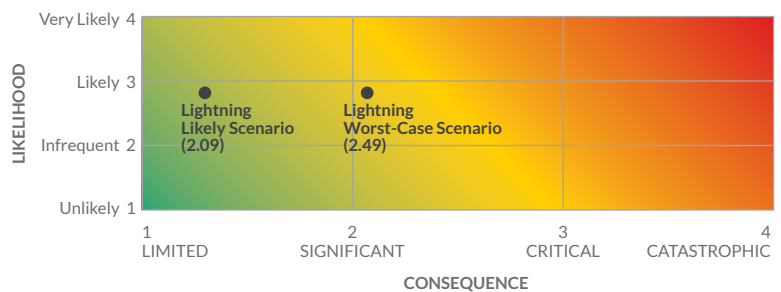 Very Likely 4
Likely 3
Infrequent 2
Unlikely 1
LIKELIHOOD
Lightning
Likely Scenario
(2.09)
Lightning
Worst-Case Scenario
(2.49)
1 2 3 4
LIMITED SIGNIFICANT CRITICAL CATASTROPHIC
CONSEQUENCE